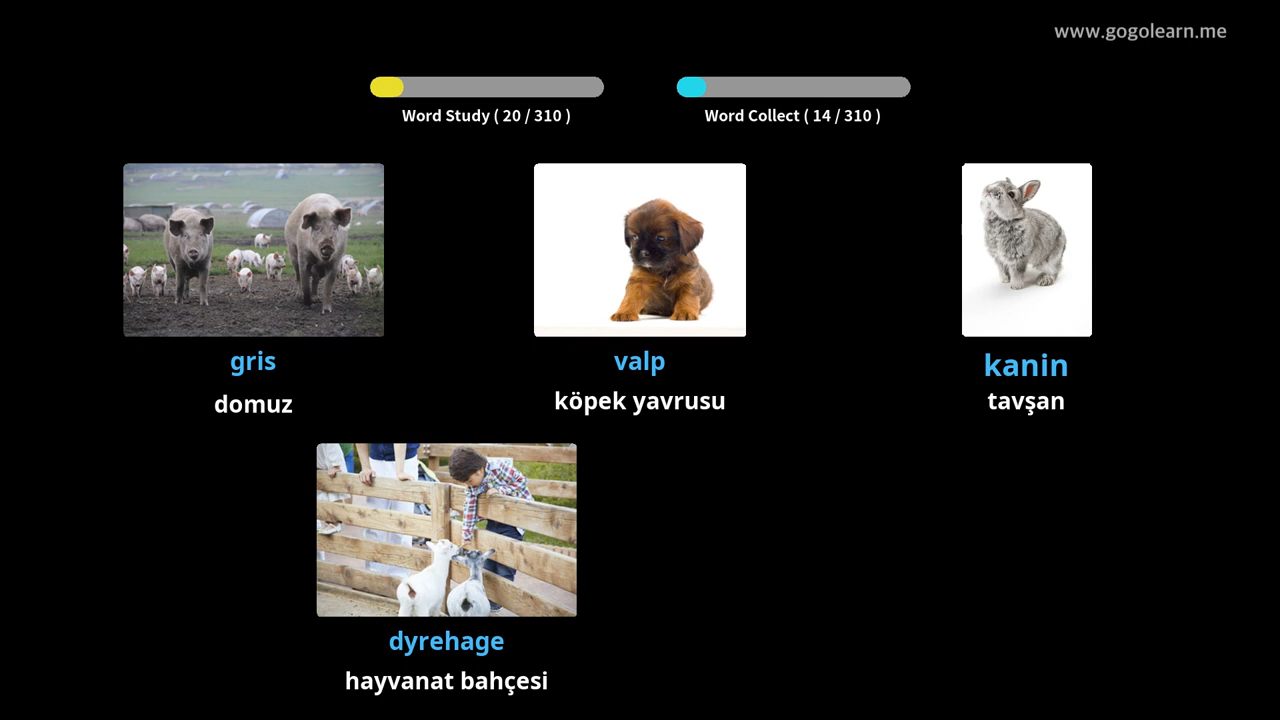 www.gogolearn.me
Word Study ( 20 / 310 )
Word Collect ( 14 / 310 )
gris
domuz
valp
köpek yavrusu
kanin
tavşan
dyrehage
hayvanat bahçesi